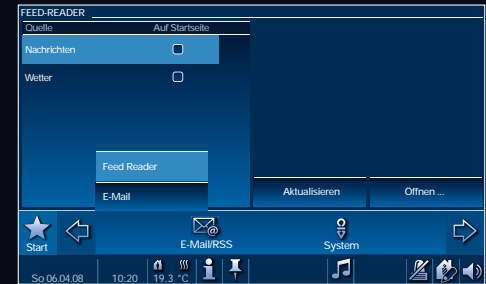 FEED-READER
Quelle Auf Startseite
Nachrichten
Wetter
Feed Reader
E-Mail
Aktualisieren Öffnen ...
Start E-Mail/RSS System
So 06.04.08 10:20 19.3 °C